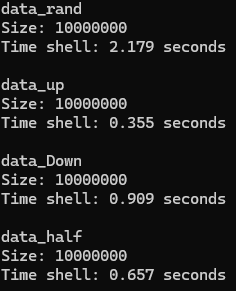 data_rand
Size: 10000000
Time shell: 2.179 seconds
data_up
Size: 10000000
Time shell: 0.355 seconds
data_Down
Size: 10000000
Time shell: 0.909 seconds
data_half
Size: 10000000
Time shell: 0.657 seconds